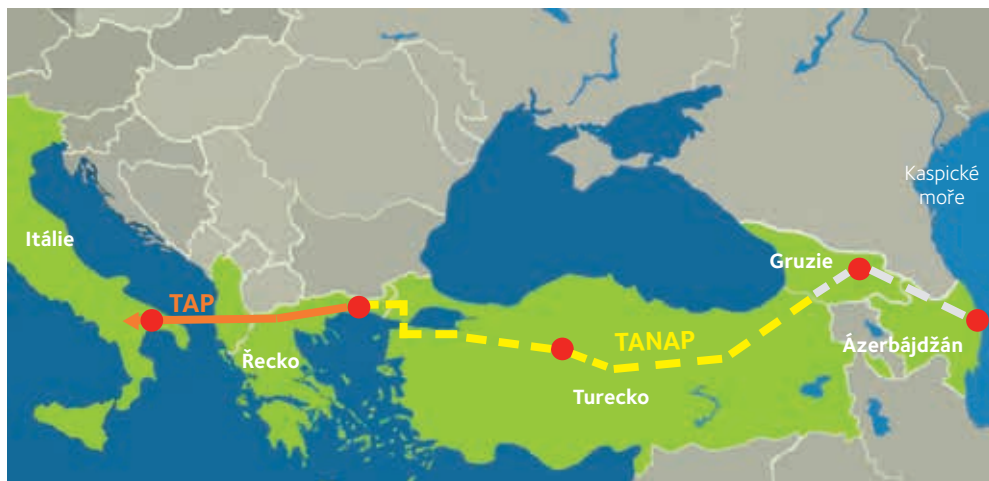 Kaspické
moře
Itálie
Gruzie
TAP
TANAP
Ázerbájdžán
Řecko
Turecko